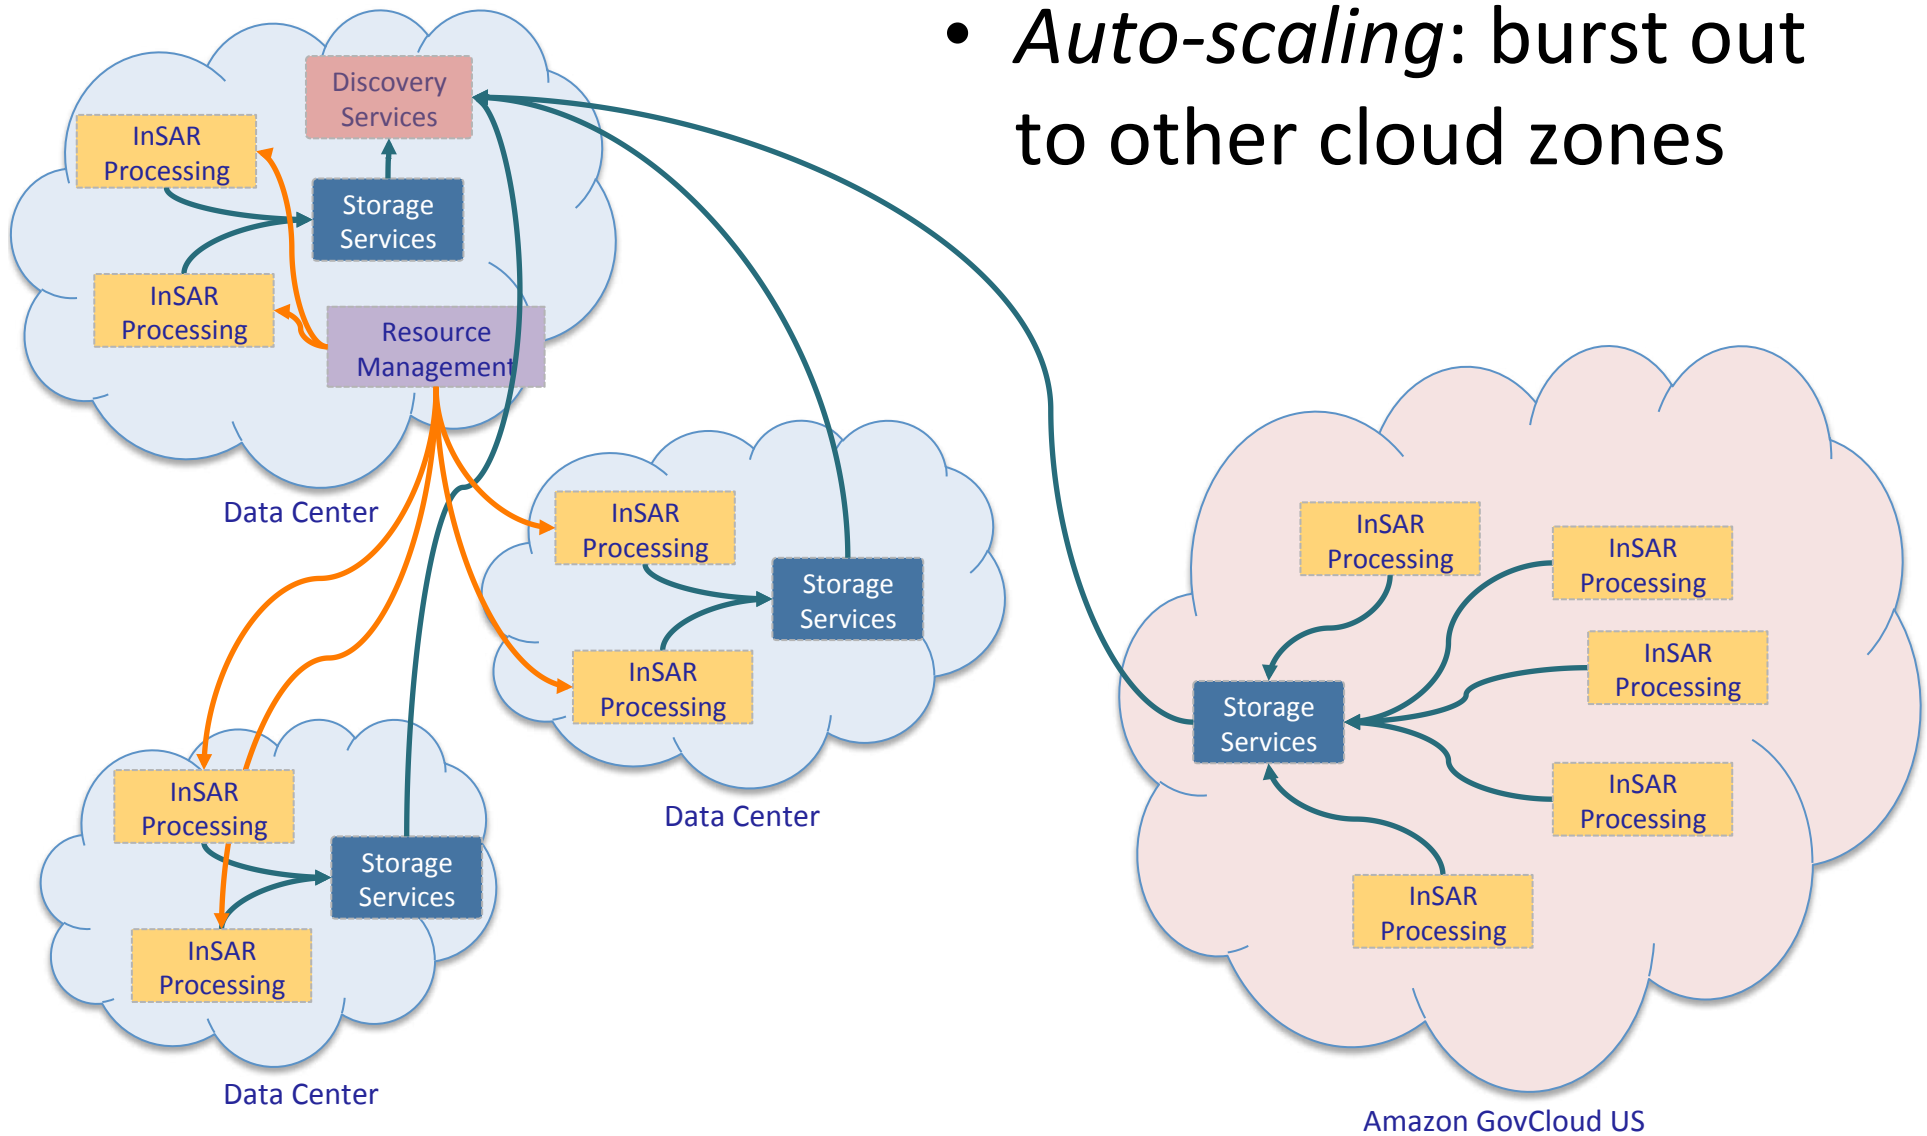 • Auto-scaling: burst out
to other cloud zones
Discovery
Services
InSAR
Processing
Storage
Services
InSAR
Processing
Resource
Management
Data Center
InSAR
Processing
Storage
Services
InSAR
Processing
Data Center
InSAR
Processing
Storage
Services
InSAR
Processing
Data Center
InSAR
Processing
InSAR
Processing
InSAR
Processing
Storage
Services
InSAR
Processing
InSAR
Processing
Amazon GovCloud US